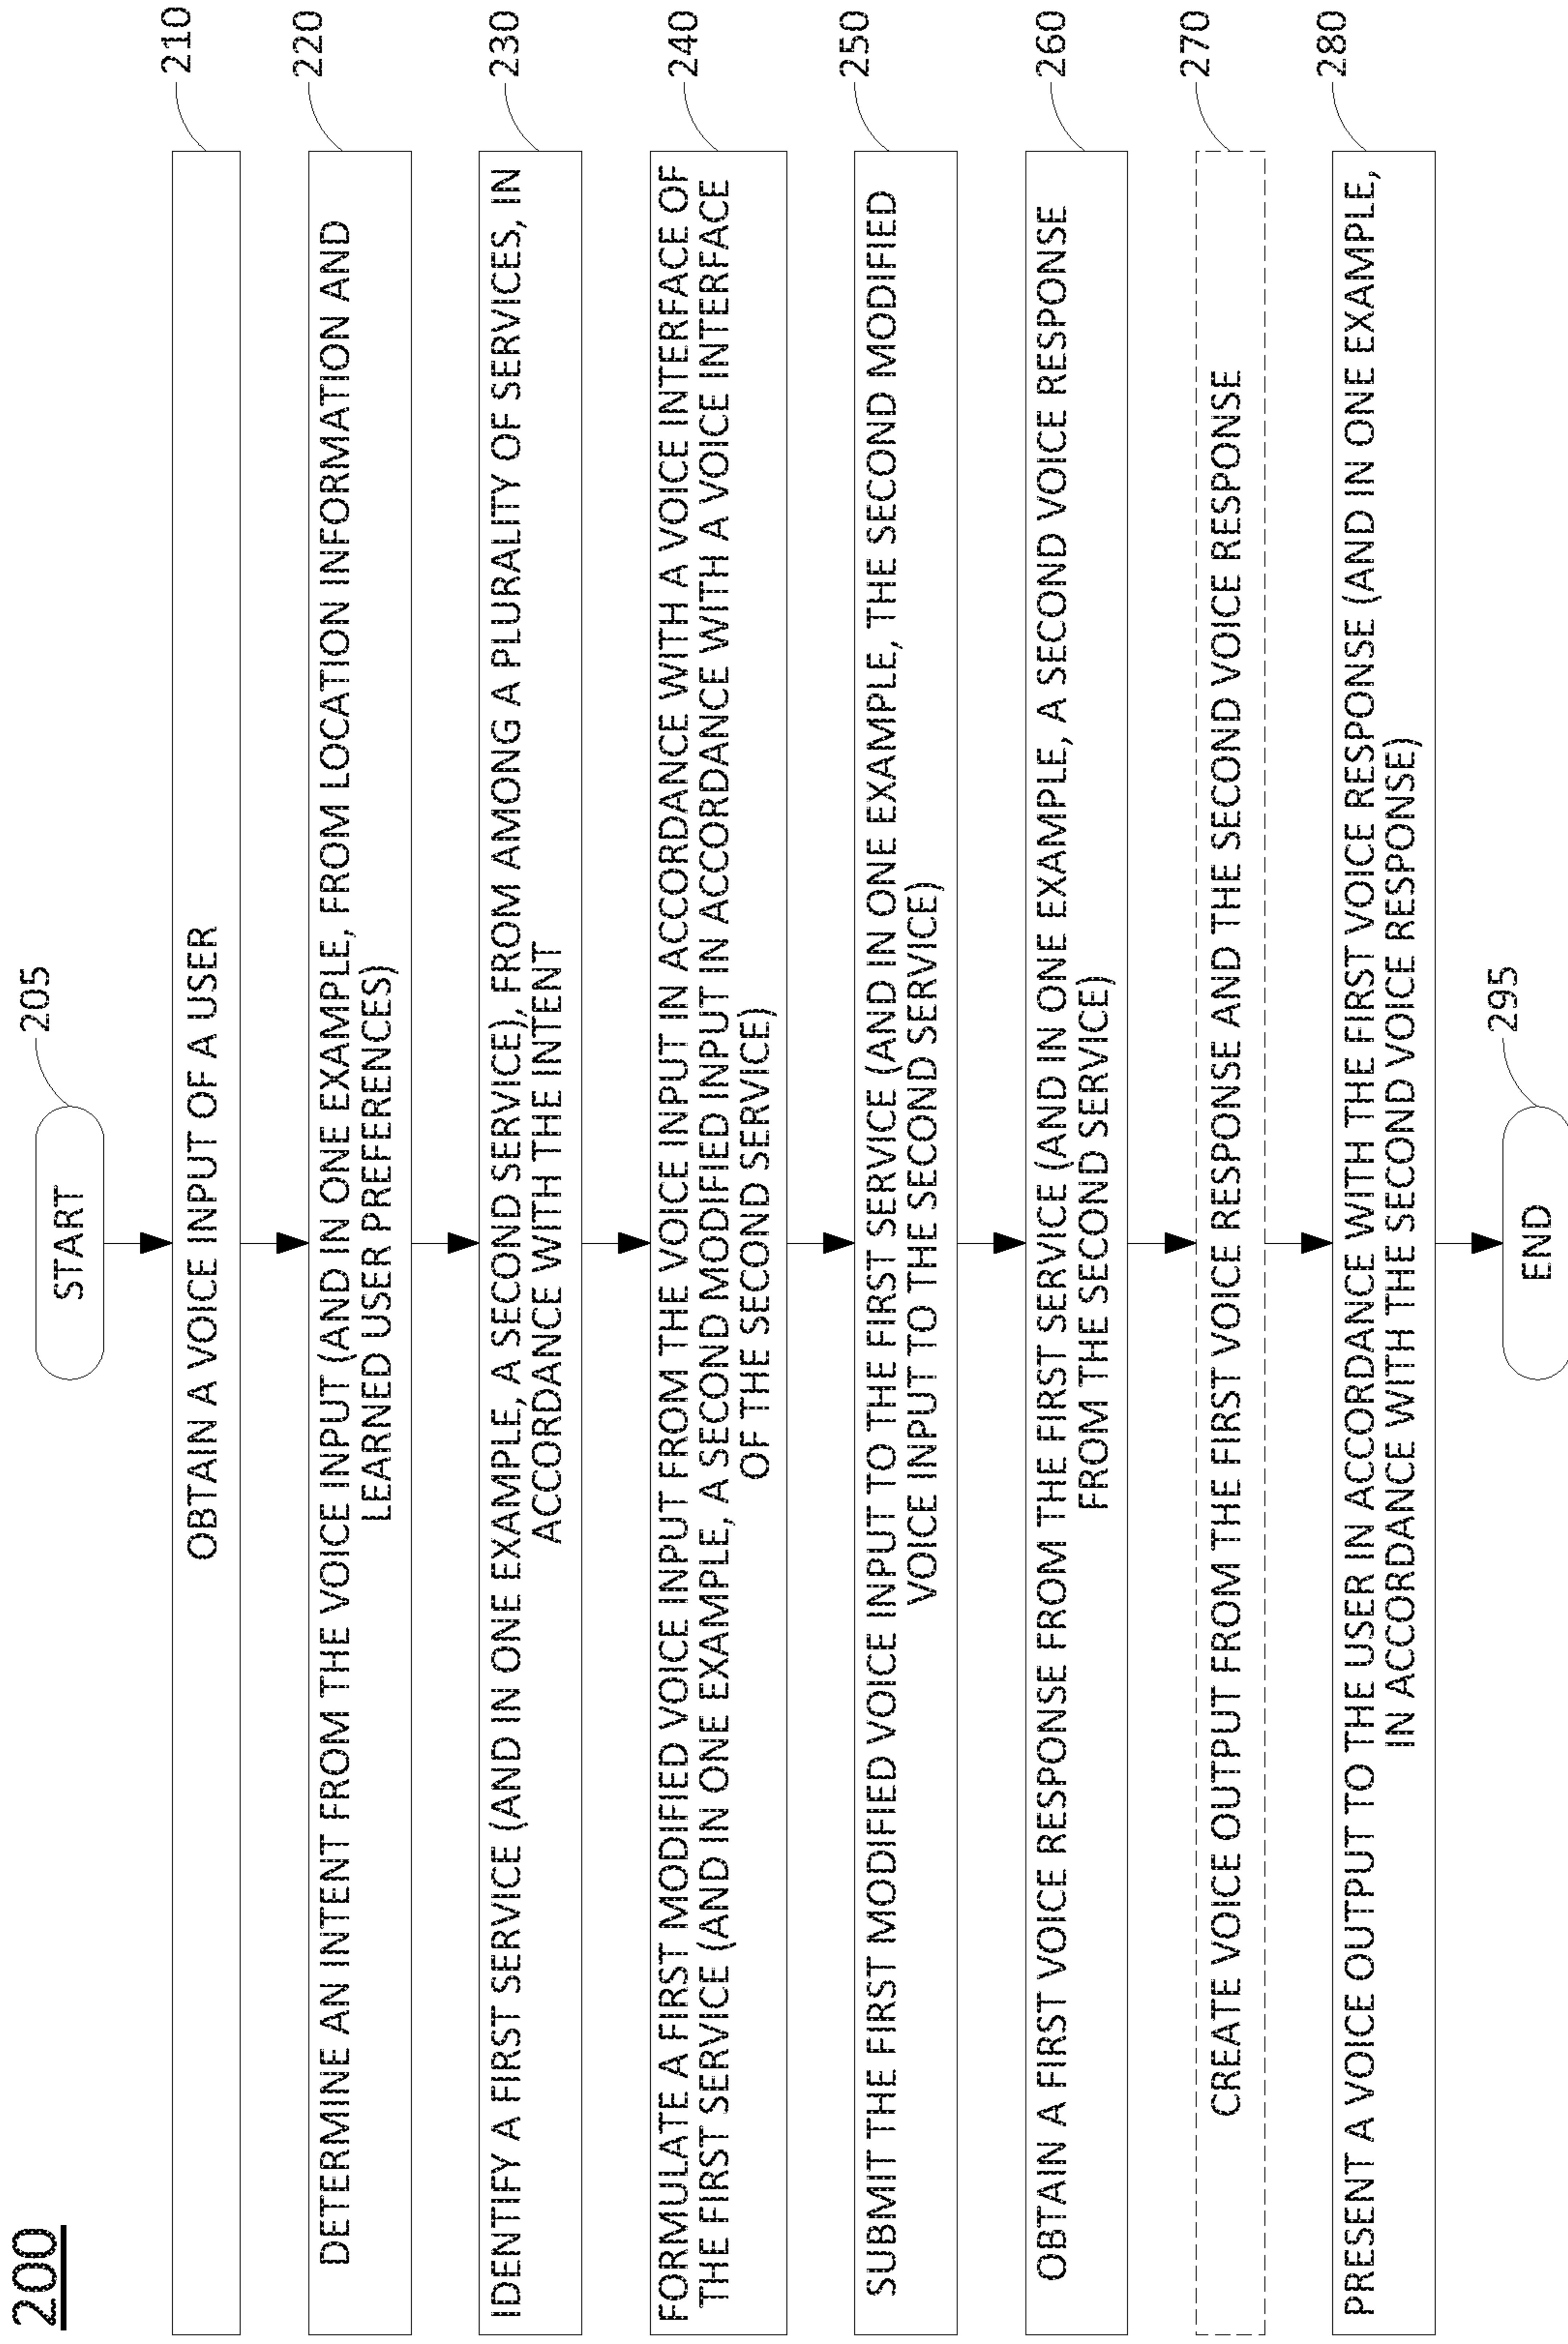 200
START
205
OBTAIN A VOICE INPUT OF A USER
210
DETERMINE AN INTENT FROM THE VOICE INPUT (AND IN ONE EXAMPLE, FROM LOCATION INFORMATION AND
LEARNED USER PREFERENCES)
220
IDENTIFY A FIRST SERVICE (AND IN ONE EXAMPLE, A SECOND SERVICE), FROM AMONG A PLURALITY OF SERVICES, IN
ACCORDANCE WITH THE INTENT
230
FORMULATE A FIRST MODIFIED VOICE INPUT FROM THE VOICE INPUT IN ACCORDANCE WITH A VOICE INTERFACE OF
THE FIRST SERVICE (AND IN ONE EXAMPLE, A SECOND MODIFIED INPUT IN ACCORDANCE WITH A VOICE INTERFACE
OF THE SECOND SERVICE)
240
SUBMIT THE FIRST MODIFIED VOICE INPUT TO THE FIRST SERVICE (AND IN ONE EXAMPLE, THE SECOND MODIFIED
VOICE INPUT TO THE SECOND SERVICE)
250
OBTAIN A FIRST VOICE RESPONSE FROM THE FIRST SERVICE (AND IN ONE EXAMPLE, A SECOND VOICE RESPONSE
FROM THE SECOND SERVICE)
260
CREATE VOICE OUTPUT FROM THE FIRST VOICE RESPONSE AND THE SECOND VOICE RESPONSE
270
PRESENT A VOICE OUTPUT TO THE USER IN ACCORDANCE WITH THE FIRST VOICE RESPONSE (AND IN ONE EXAMPLE,
IN ACCORDANCE WITH THE SECOND VOICE RESPONSE)
280
END
295